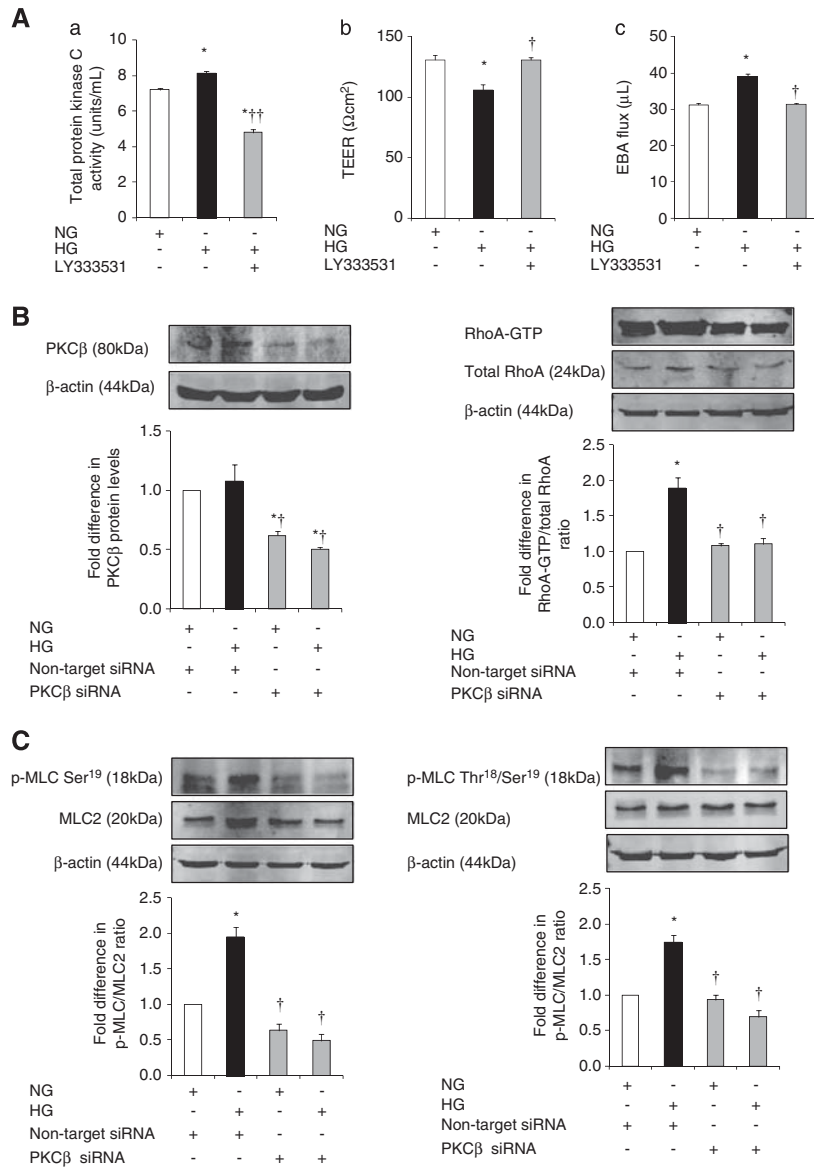 A
a
Total protein kinase C
activity (units/mL)
10
8
6
4
2
0
*
*††
NG + - -
HG - + +
LY333531 - - +
b
TEER (Ωcm²)
150
100
50
0
*
†
NG + - -
HG - + +
LY333531 - - +
c
EBA flux (μL)
50
40
30
20
10
0
*
†
NG + - -
HG - + +
LY333531 - - +
B
PKCβ (80kDa)
β-actin (44kDa)
Fold difference in
PKCβ protein levels
1.5
1.0
0.5
0.0
*†
*†
NG + - + -
HG - + - +
Non-target siRNA + + - -
PKCβ siRNA - - + +
RhoA-GTP
Total RhoA (24kDa)
β-actin (44kDa)
Fold difference in
RhoA-GTP/total RhoA
ratio
2.5
2.0
1.5
1.0
0.5
0.0
*
†
†
NG + - + -
HG - + - +
Non-target siRNA + + - -
PKCβ siRNA - - + +
C
p-MLC Ser¹⁹ (18kDa)
MLC2 (20kDa)
β-actin (44kDa)
Fold difference in
p-MLC/MLC2 ratio
2.5
2.0
1.5
1.0
0.5
0.0
*
†
†
NG + - + -
HG - + - +
Non-target siRNA + + - -
PKCβ siRNA - - + +
p-MLC Thr¹⁸/Ser¹⁹ (18kDa)
MLC2 (20kDa)
β-actin (44kDa)
Fold difference in
p-MLC/MLC2 ratio
2.5
2.0
1.5
1.0
0.5
0.0
*
†
†
NG + - + -
HG - + - +
Non-target siRNA + + - -
PKCβ siRNA - - + +